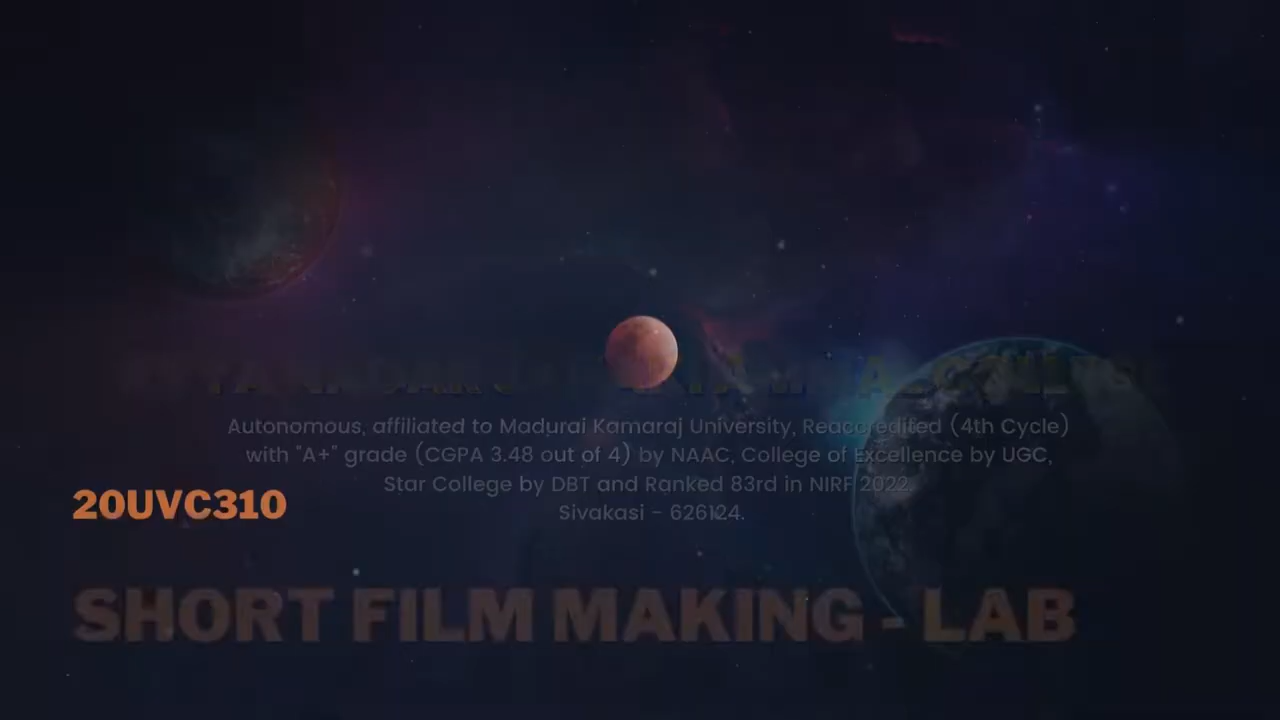 Autonomous, affiliated to Madurai Kamaraj University, Reaccredited (4th Cycle)
with "A+" grade (CGPA 3.48 out of 4) by NAAC, College of Excellence by UGC,
Star College by DBT and Ranked 83rd in NIRF 2022.
Sivakasi - 626124.
20UVC310
SHORT FILM MAKING - LAB